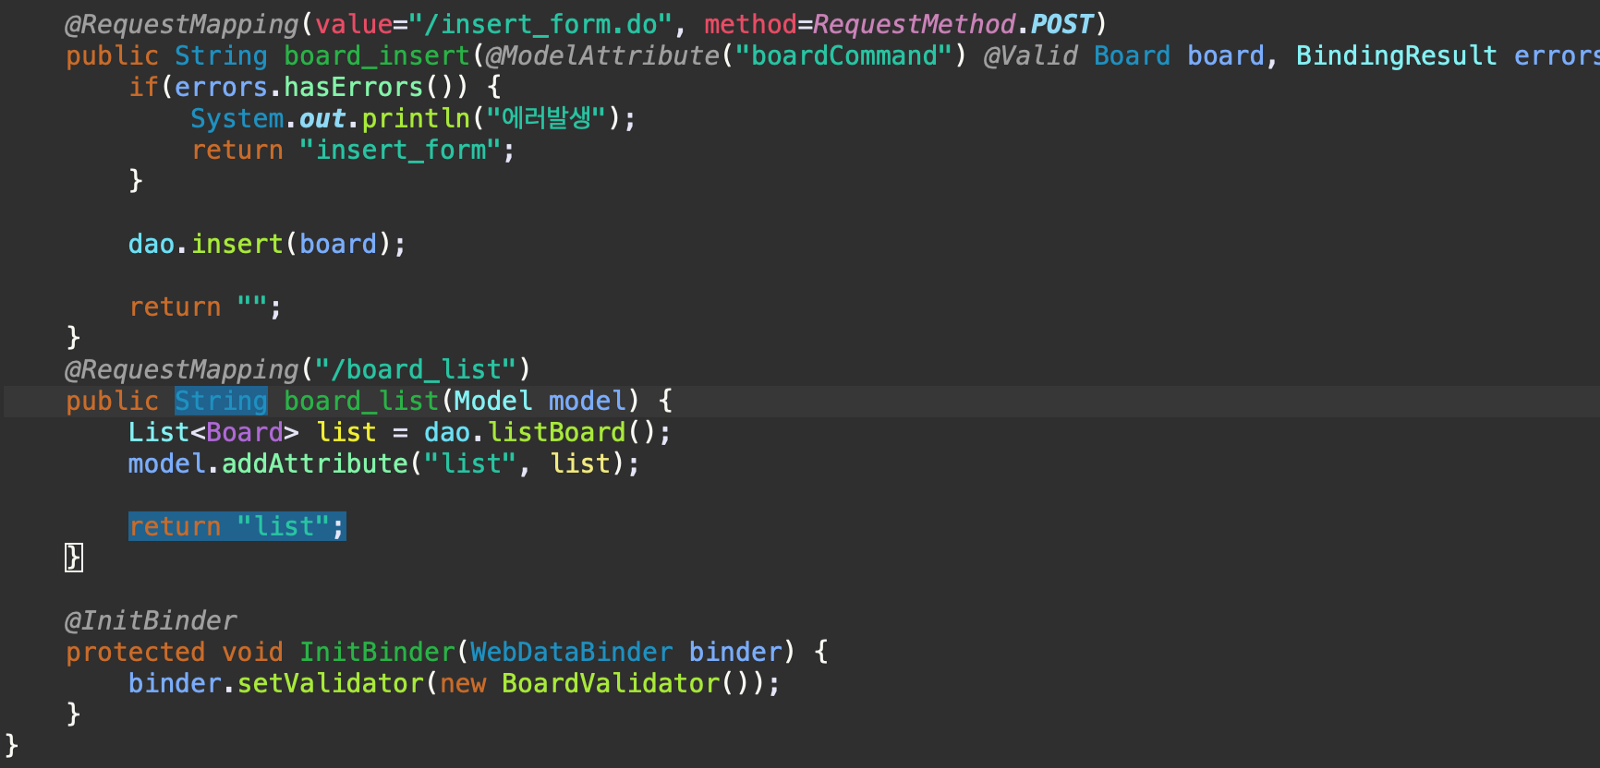 @RequestMapping(value="/insert_form.do", method=RequestMethod.POST)
public String board_insert(@ModelAttribute("boardCommand") @Valid Board board, BindingResult errors
if(errors.hasErrors()) {
System.out.println("에러발생");
return "insert_form";
}
dao.insert(board);
return "";
}
@RequestMapping("/board_list")
public String board_list(Model model) {
List<Board> list = dao.listBoard();
model.addAttribute("list", list);
return "list";
}
@InitBinder
protected void InitBinder(WebDataBinder binder) {
binder.setValidator(new BoardValidator());
}
}